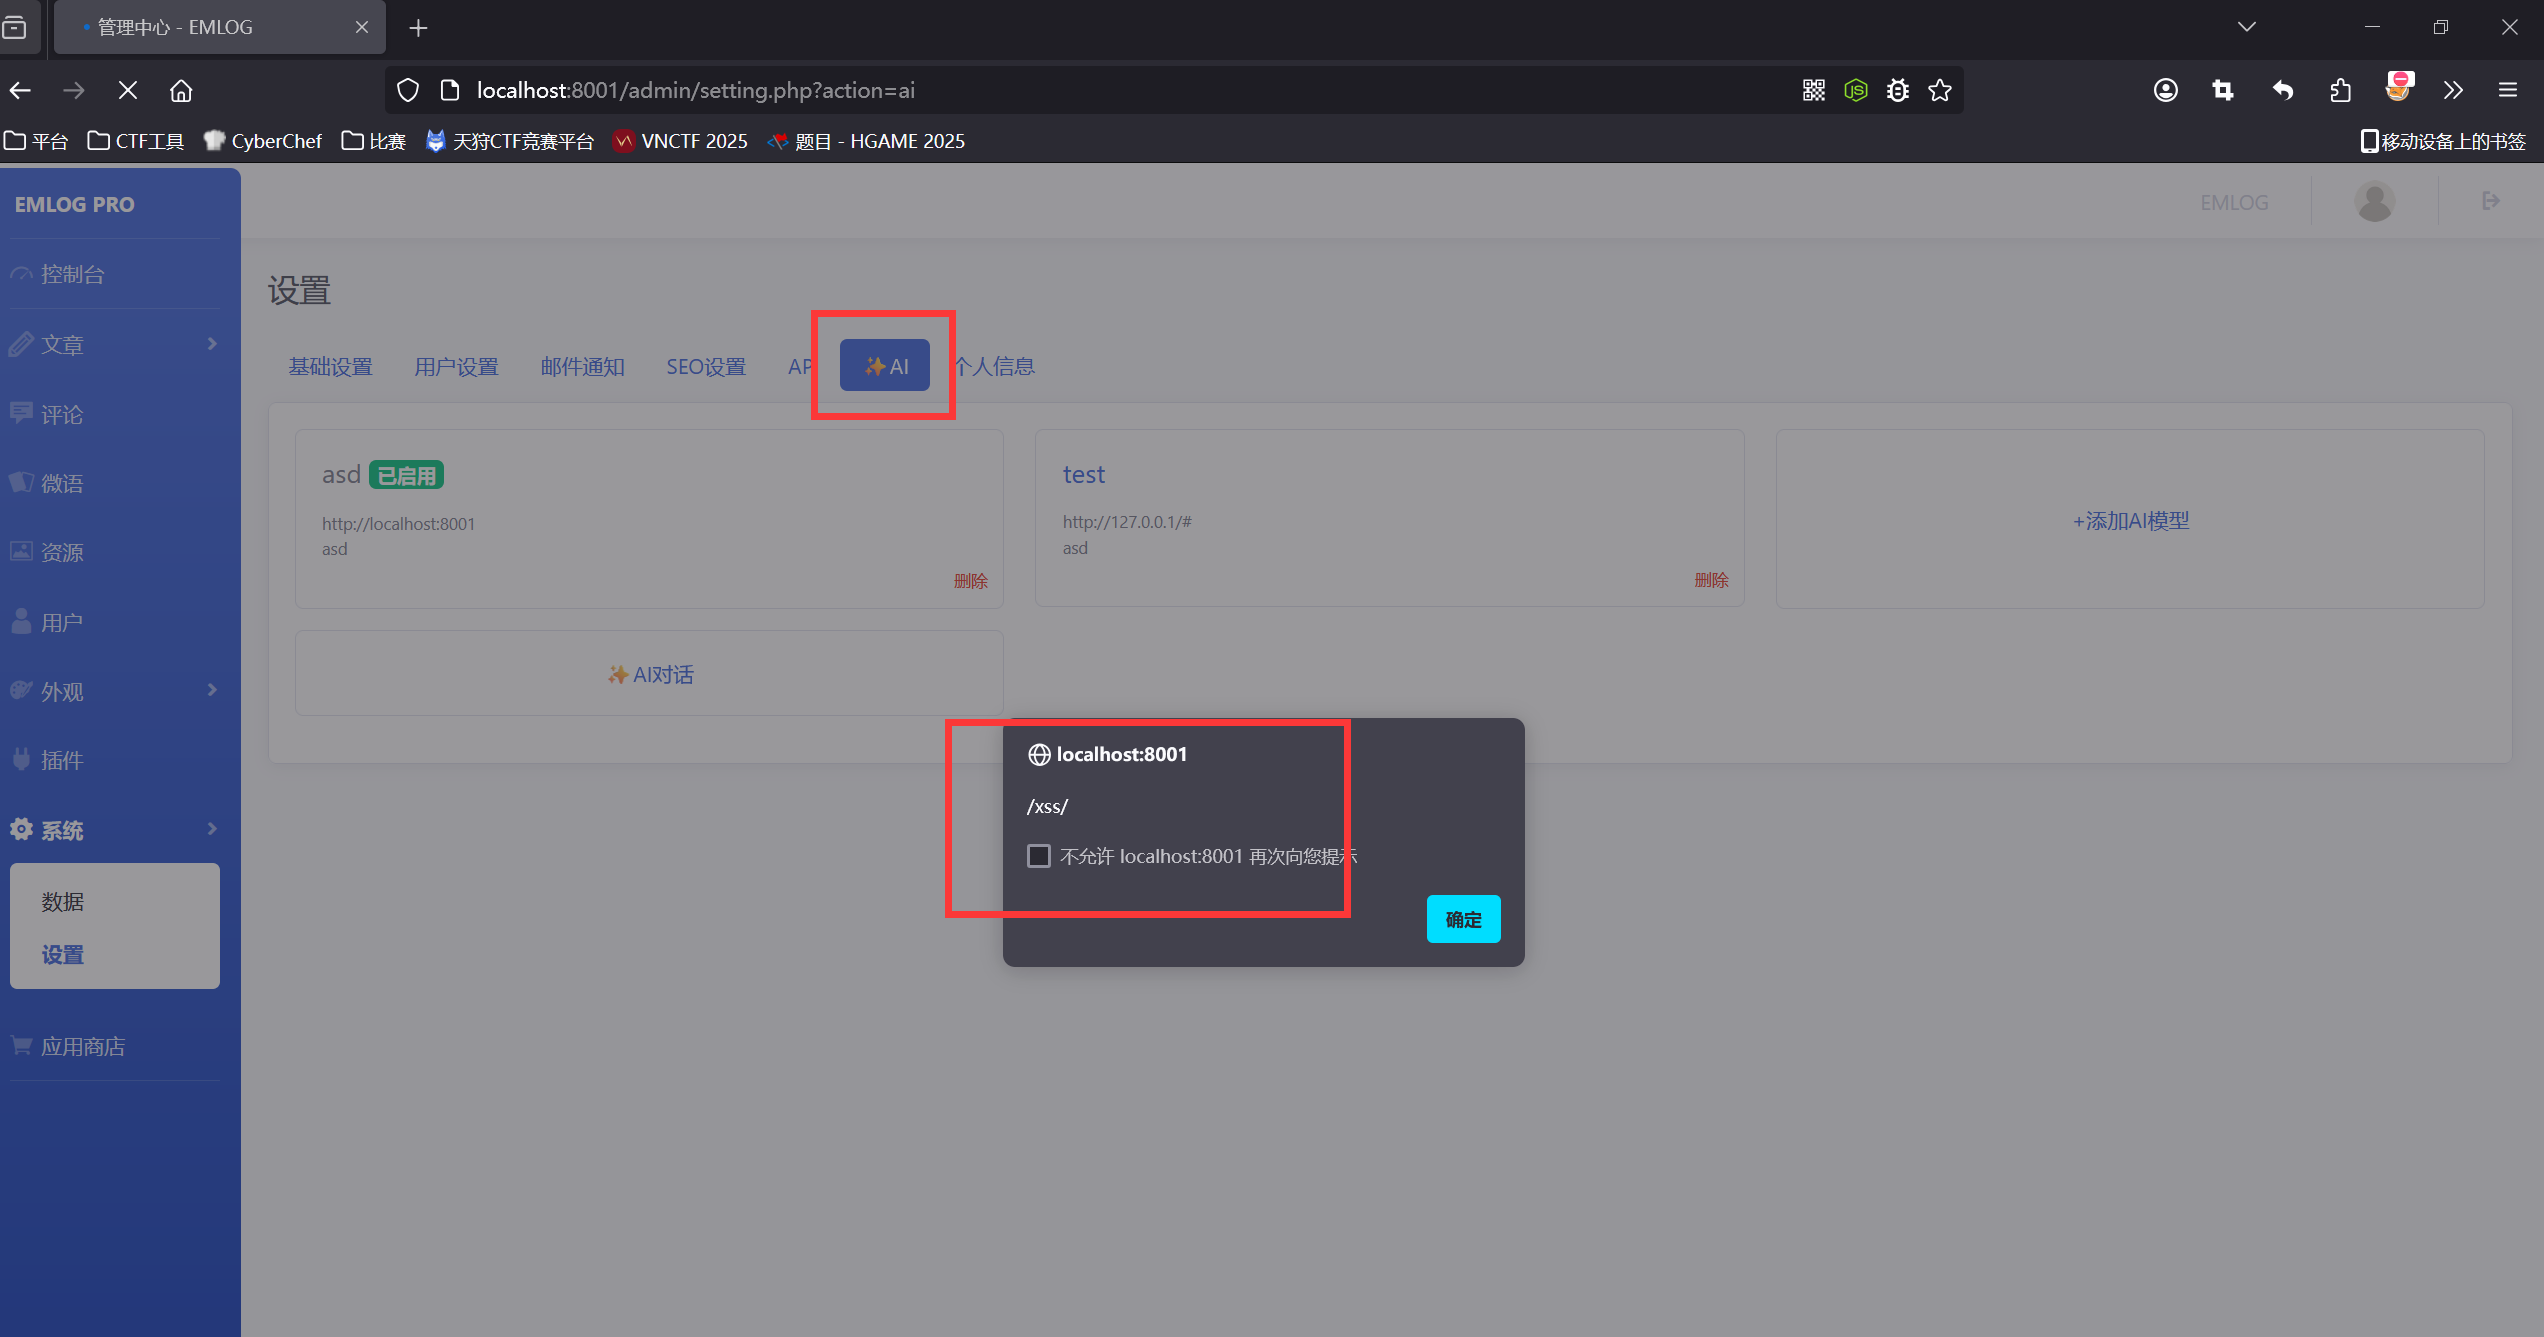 管理中心 - EMLOG
localhost:8001/admin/setting.php?action=ai
平台 CTF工具 CyberChef 比赛 天狩CTF竞赛平台 VNCTF 2025 题目 - HGAME 2025 移动设备上的书签
EMLOG PRO
EMLOG
控制台
文章
评论
微语
资源
用户
外观
插件
系统
数据
设置
应用商店
设置
基础设置 用户设置 邮件通知 SEO设置 AP ✨AI 个人信息
asd 已启用
http://localhost:8001
asd
删除
test
http://127.0.0.1/#
asd
删除
+添加AI模型
✨AI对话
localhost:8001
/xss/
不允许 localhost:8001 再次向您提示
确定